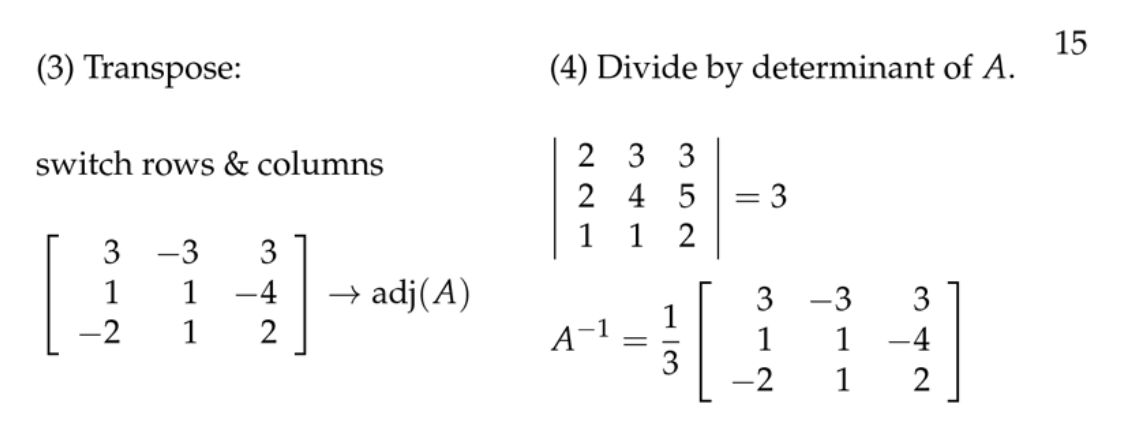 15
(3) Transpose:
switch rows & columns
3 −3 3
1 1 −4 → adj(A)
−2 1 2
(4) Divide by determinant of A.
2 3 3
2 4 5 = 3
1 1 2
A⁻¹ = 1/3
3 −3 3
1 1 −4
−2 1 2